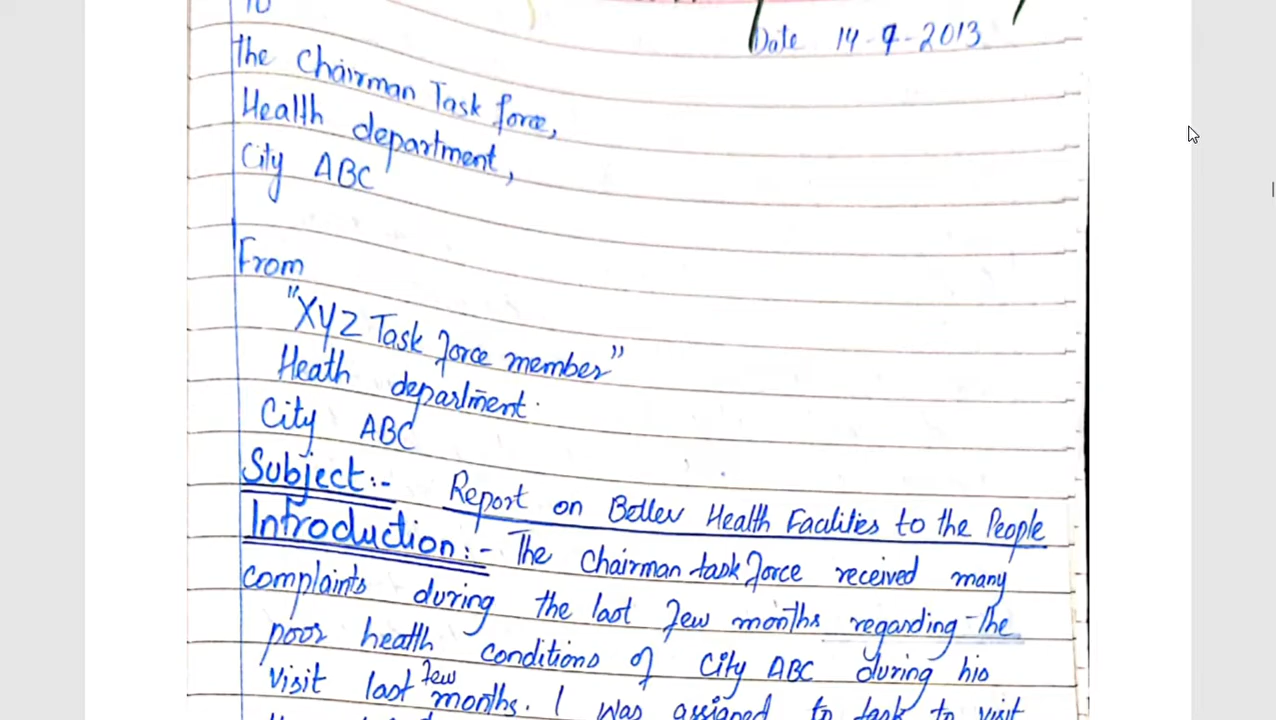 To
Date 14-9-2013
The Chairman Task force,
Health department,
City ABC
From
"Xyz Task force member"
Heath department.
City ABC
Subject:- Report on Better Health Facilities to the People
Introduction:- The Chairman task force received many
complaints during the last few months regarding the
poor health conditions of City ABC during his
visit last few months. I was assigned to task to visit